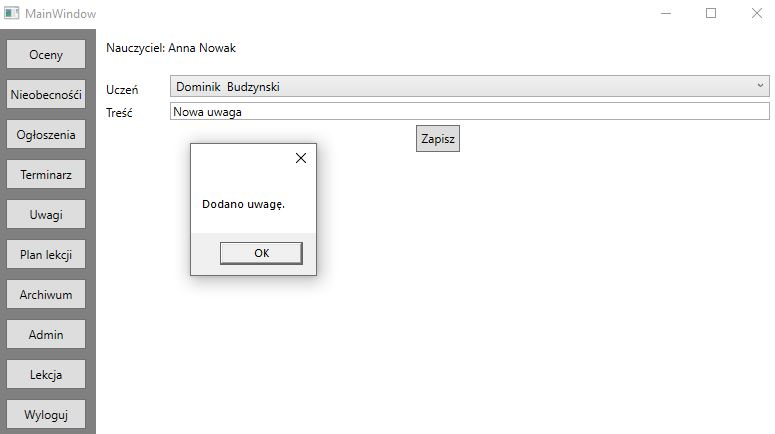 MainWindow
Oceny
Nieobecnośći
Ogłoszenia
Terminarz
Uwagi
Plan lekcji
Archiwum
Admin
Lekcja
Wyloguj
Nauczyciel: Anna Nowak
Uczeń Dominik Budzynski
Treść Nowa uwaga
Zapisz
Dodano uwagę.
OK